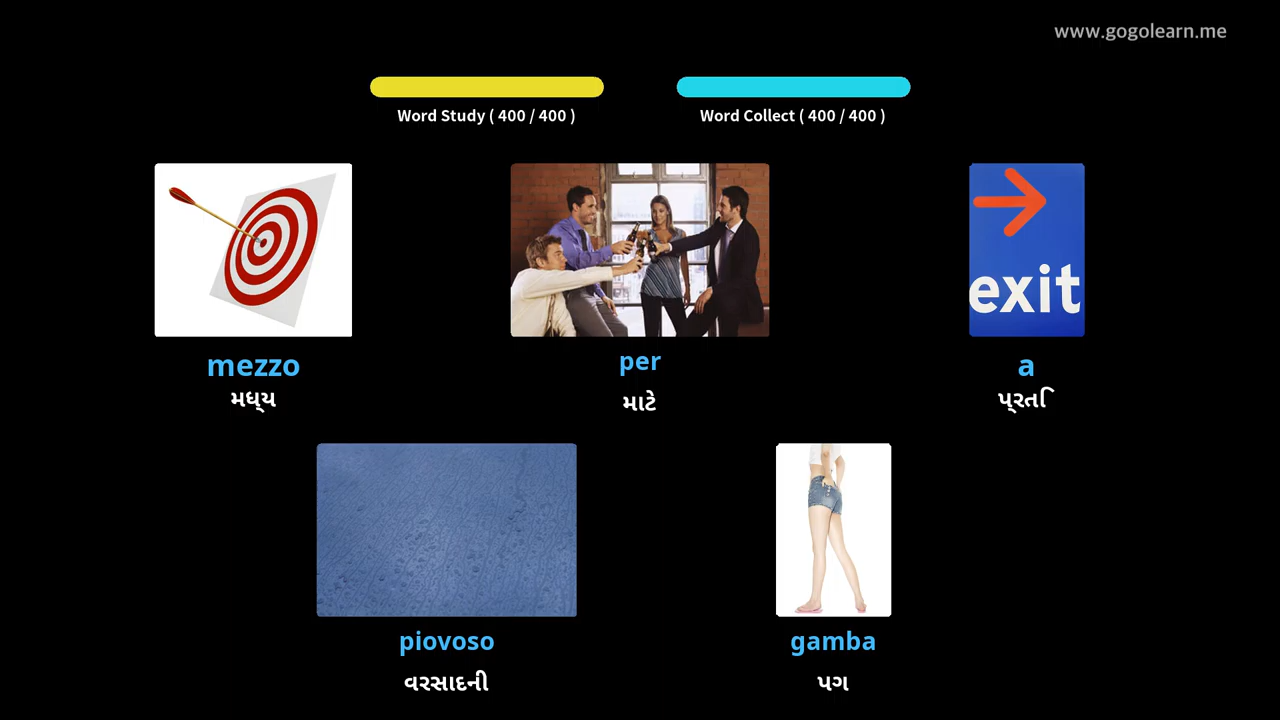 www.gogolearn.me
Word Study ( 400 / 400 )
Word Collect ( 400 / 400 )
exit
mezzo
મધ્ય
per
માટે
a
પ્રતિ
piovoso
વરસાદની
gamba
પગ